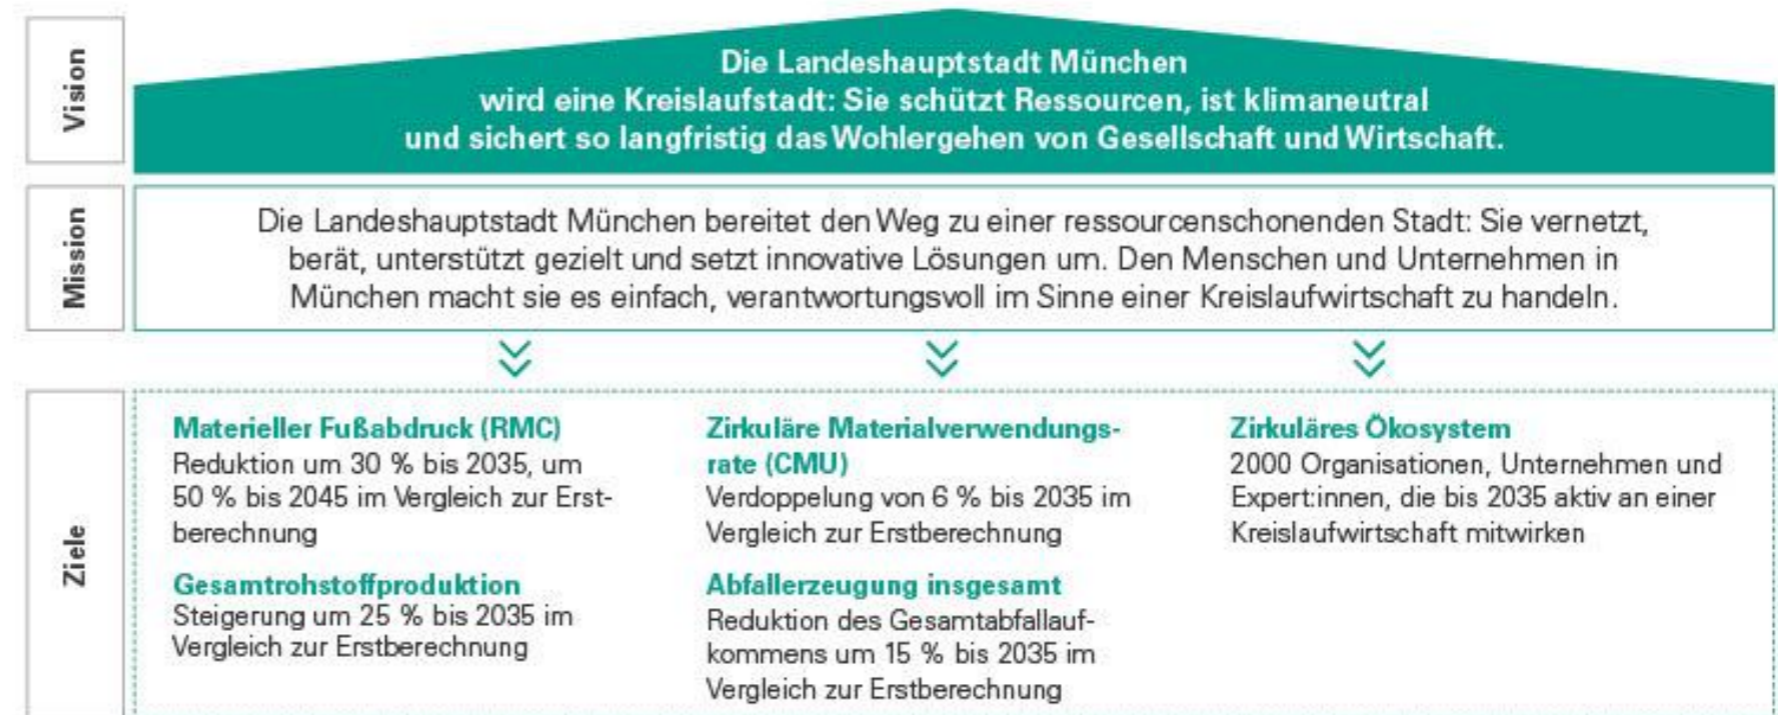 Vision
Die Landeshauptstadt München
wird eine Kreislaufstadt: Sie schützt Ressourcen, ist klimaneutral
und sichert so langfristig das Wohlergehen von Gesellschaft und Wirtschaft.
Mission
Die Landeshauptstadt München bereitet den Weg zu einer ressourcenschonenden Stadt: Sie vernetzt,
berät, unterstützt gezielt und setzt innovative Lösungen um. Den Menschen und Unternehmen in
München macht sie es einfach, verantwortungsvoll im Sinne einer Kreislaufwirtschaft zu handeln.
Ziele
Materieller Fußabdruck (RMC)
Reduktion um 30 % bis 2035, um
50 % bis 2045 im Vergleich zur Erst-
berechnung
Gesamtrohstoffproduktion
Steigerung um 25 % bis 2035 im
Vergleich zur Erstberechnung
Zirkuläre Materialverwendungs-
rate (CMU)
Verdoppelung von 6 % bis 2035 im
Vergleich zur Erstberechnung
Abfallerzeugung insgesamt
Reduktion des Gesamtabfallauf-
kommens um 15 % bis 2035 im
Vergleich zur Erstberechnung
Zirkuläres Ökosystem
2000 Organisationen, Unternehmen und
Expert:innen, die bis 2035 aktiv an einer
Kreislaufwirtschaft mitwirken